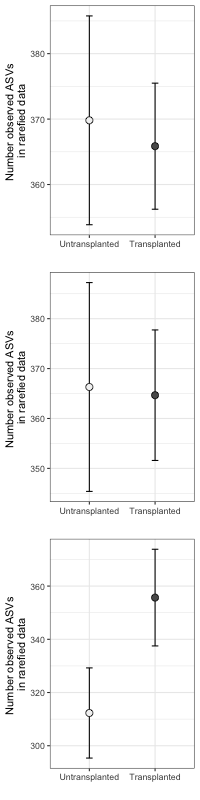 Number observed ASVs
in rarefied data
380
370
360
Untransplanted Transplanted
Number observed ASVs
in rarefied data
380
370
360
350
Untransplanted Transplanted
Number observed ASVs
in rarefied data
360
340
320
300
Untransplanted Transplanted